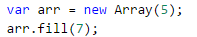 var arr = new Array(5);
arr.fill(7);